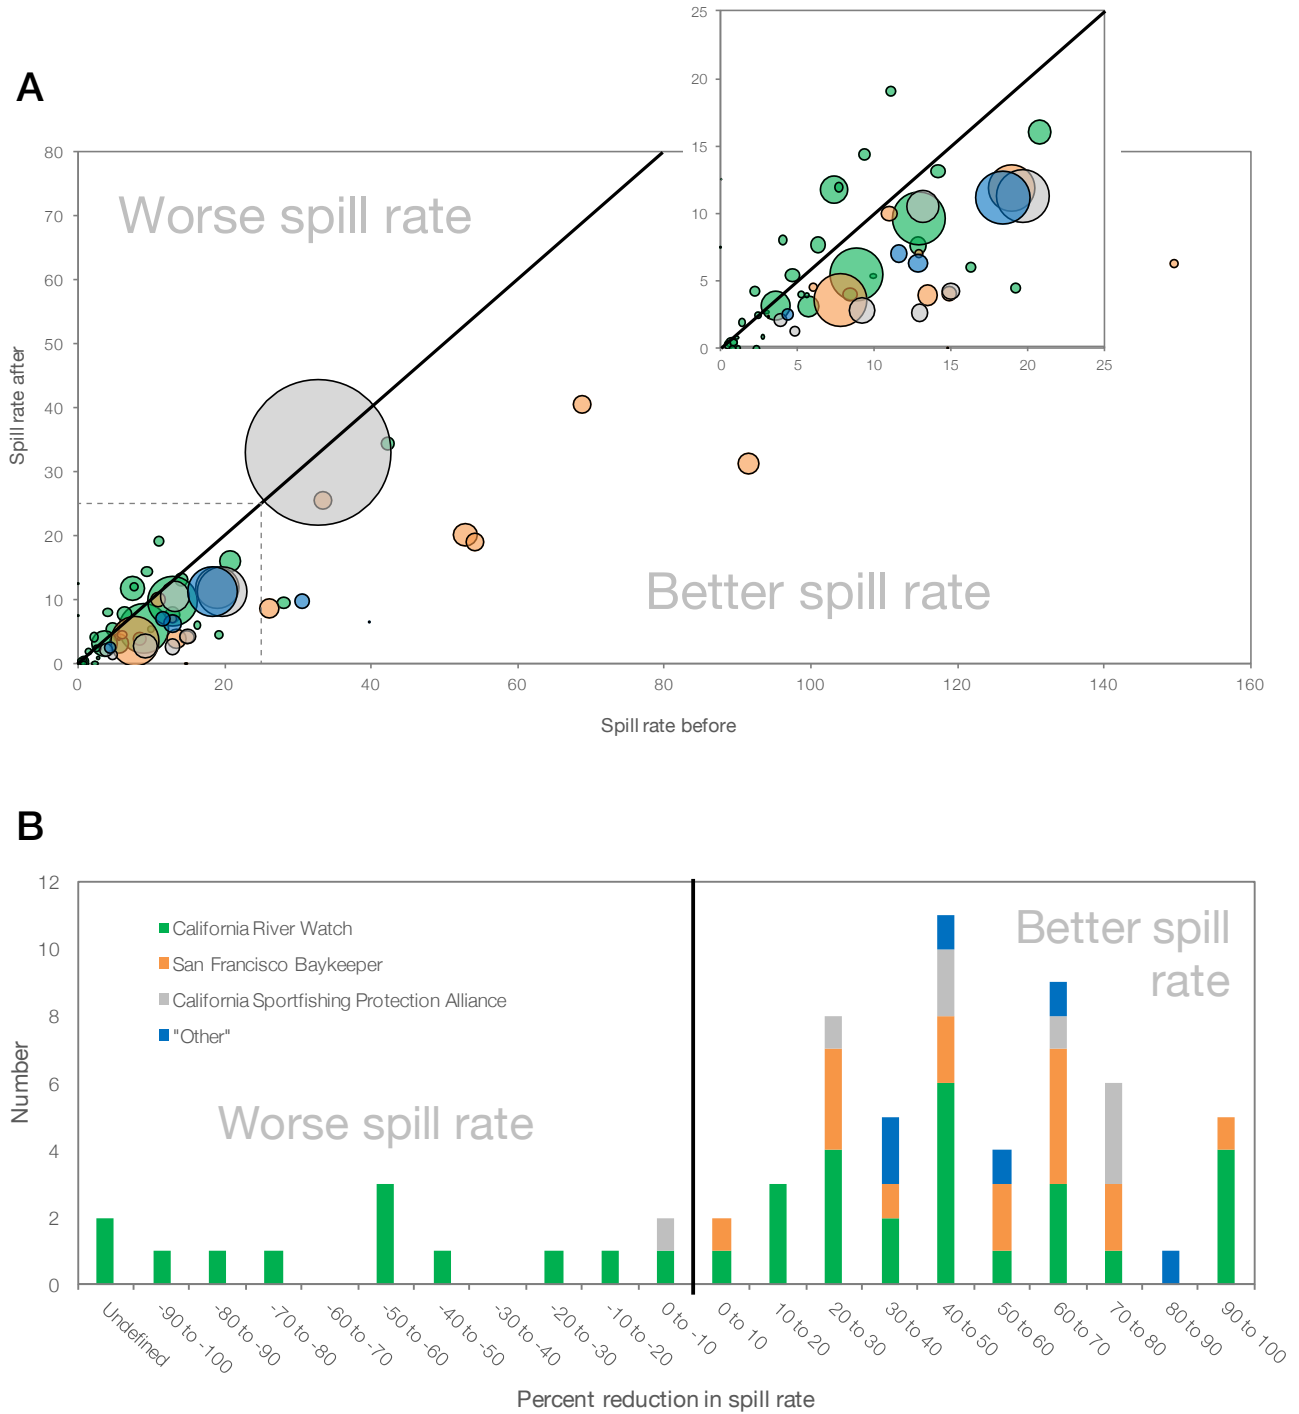 A
25
20
15
10
5
0
0
5
10
15
20
25
80
70
60
50
40
30
20
10
0
Worse spill rate
Better spill rate
Spill rate after
0
20
40
60
80
100
120
140
160
Spill rate before
B
12
10
8
6
4
2
0
Number
California River Watch
San Francisco Baykeeper
California Sportfishing Protection Alliance
"Other"
Worse spill rate
Better spill
rate
Undefined
-90 to -100
-80 to -90
-70 to -80
-60 to -70
-50 to -60
-40 to -50
-30 to -40
-20 to -30
-10 to -20
0 to -10
0 to 10
10 to 20
20 to 30
30 to 40
40 to 50
50 to 60
60 to 70
70 to 80
80 to 90
90 to 100
Percent reduction in spill rate